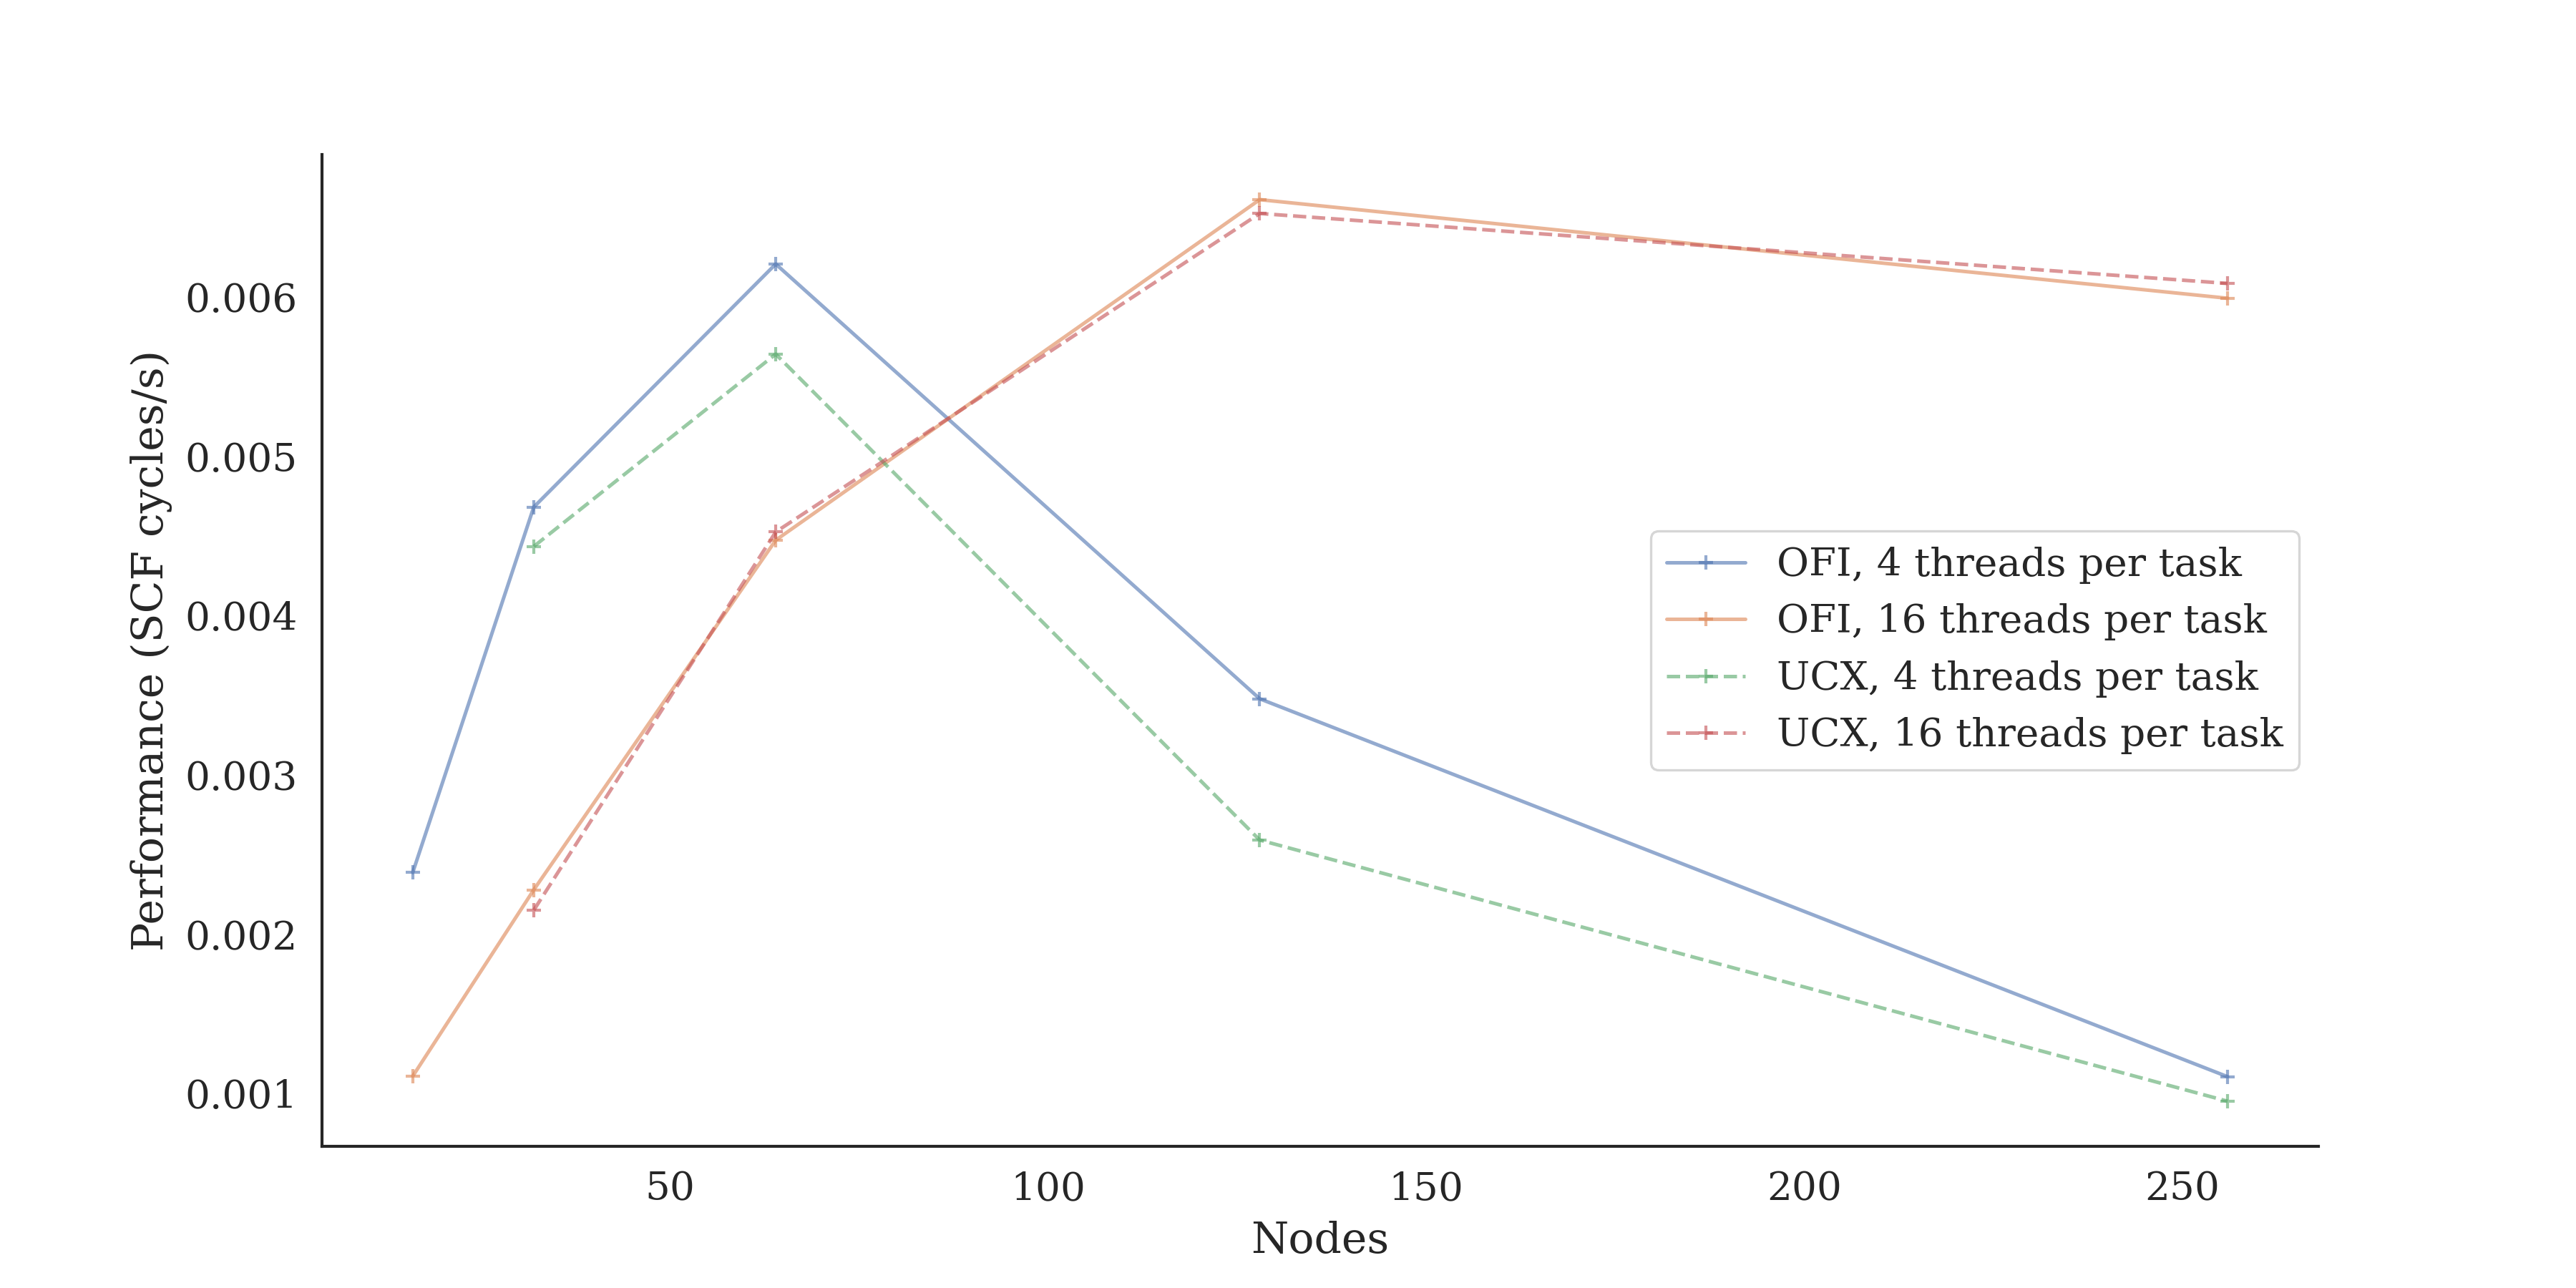 Performance (SCF cycles/s)
0.006
0.005
0.004
0.003
0.002
0.001
OFI, 4 threads per task
OFI, 16 threads per task
UCX, 4 threads per task
UCX, 16 threads per task
50 100 150 200 250
Nodes